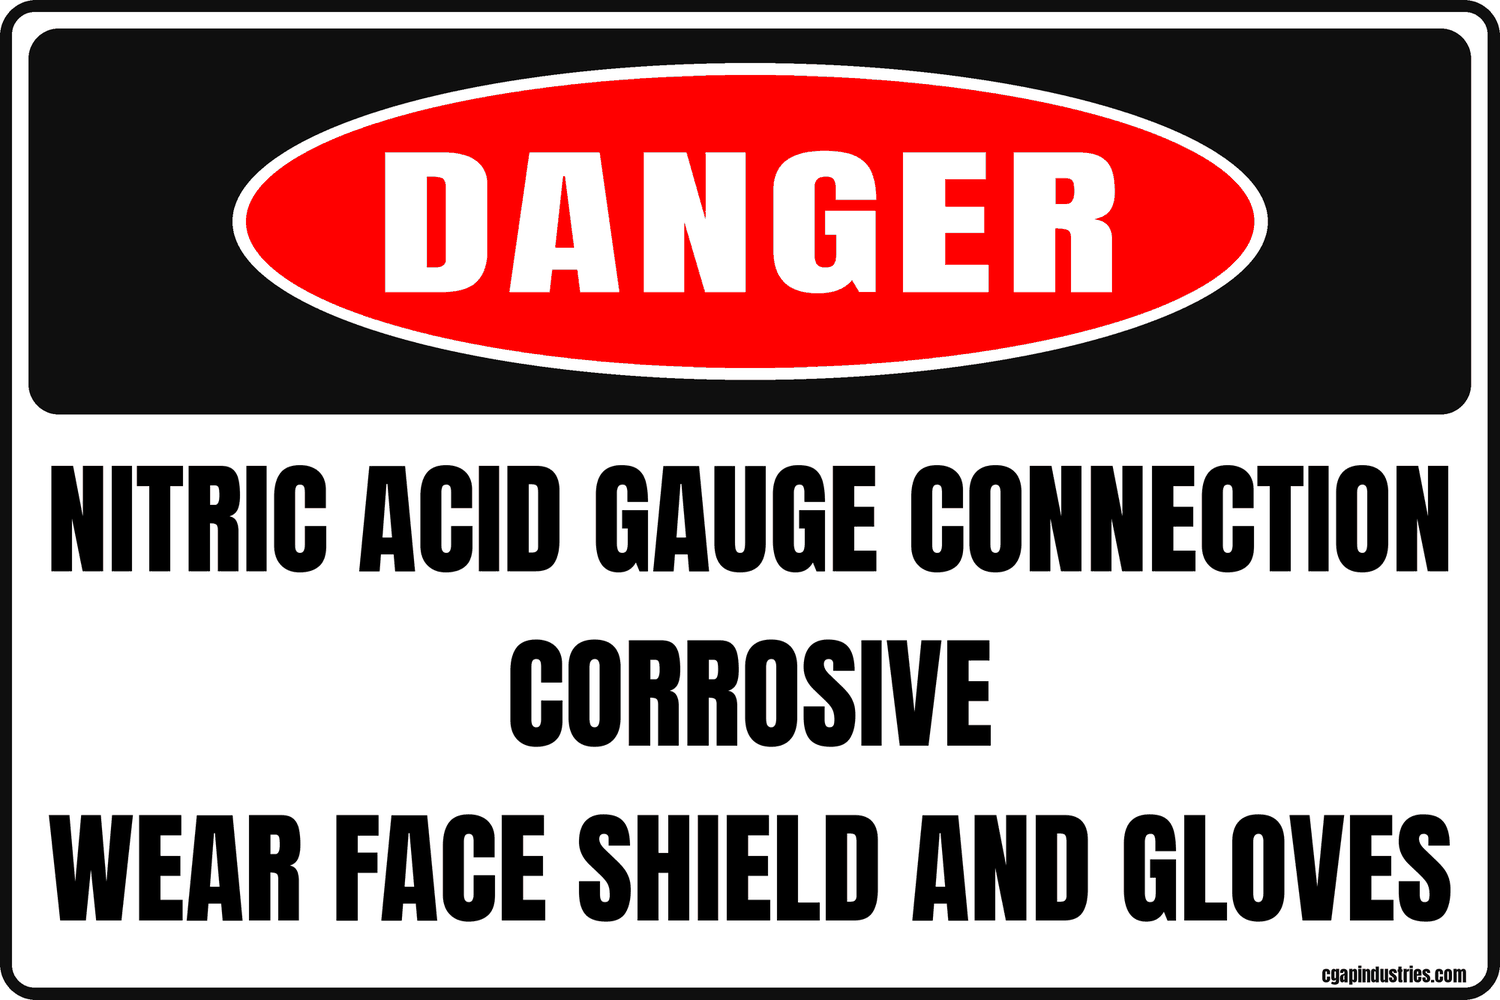 DANGER
NITRIC ACID GAUGE CONNECTION
CORROSIVE
WEAR FACE SHIELD AND GLOVES
cgapindustries.com